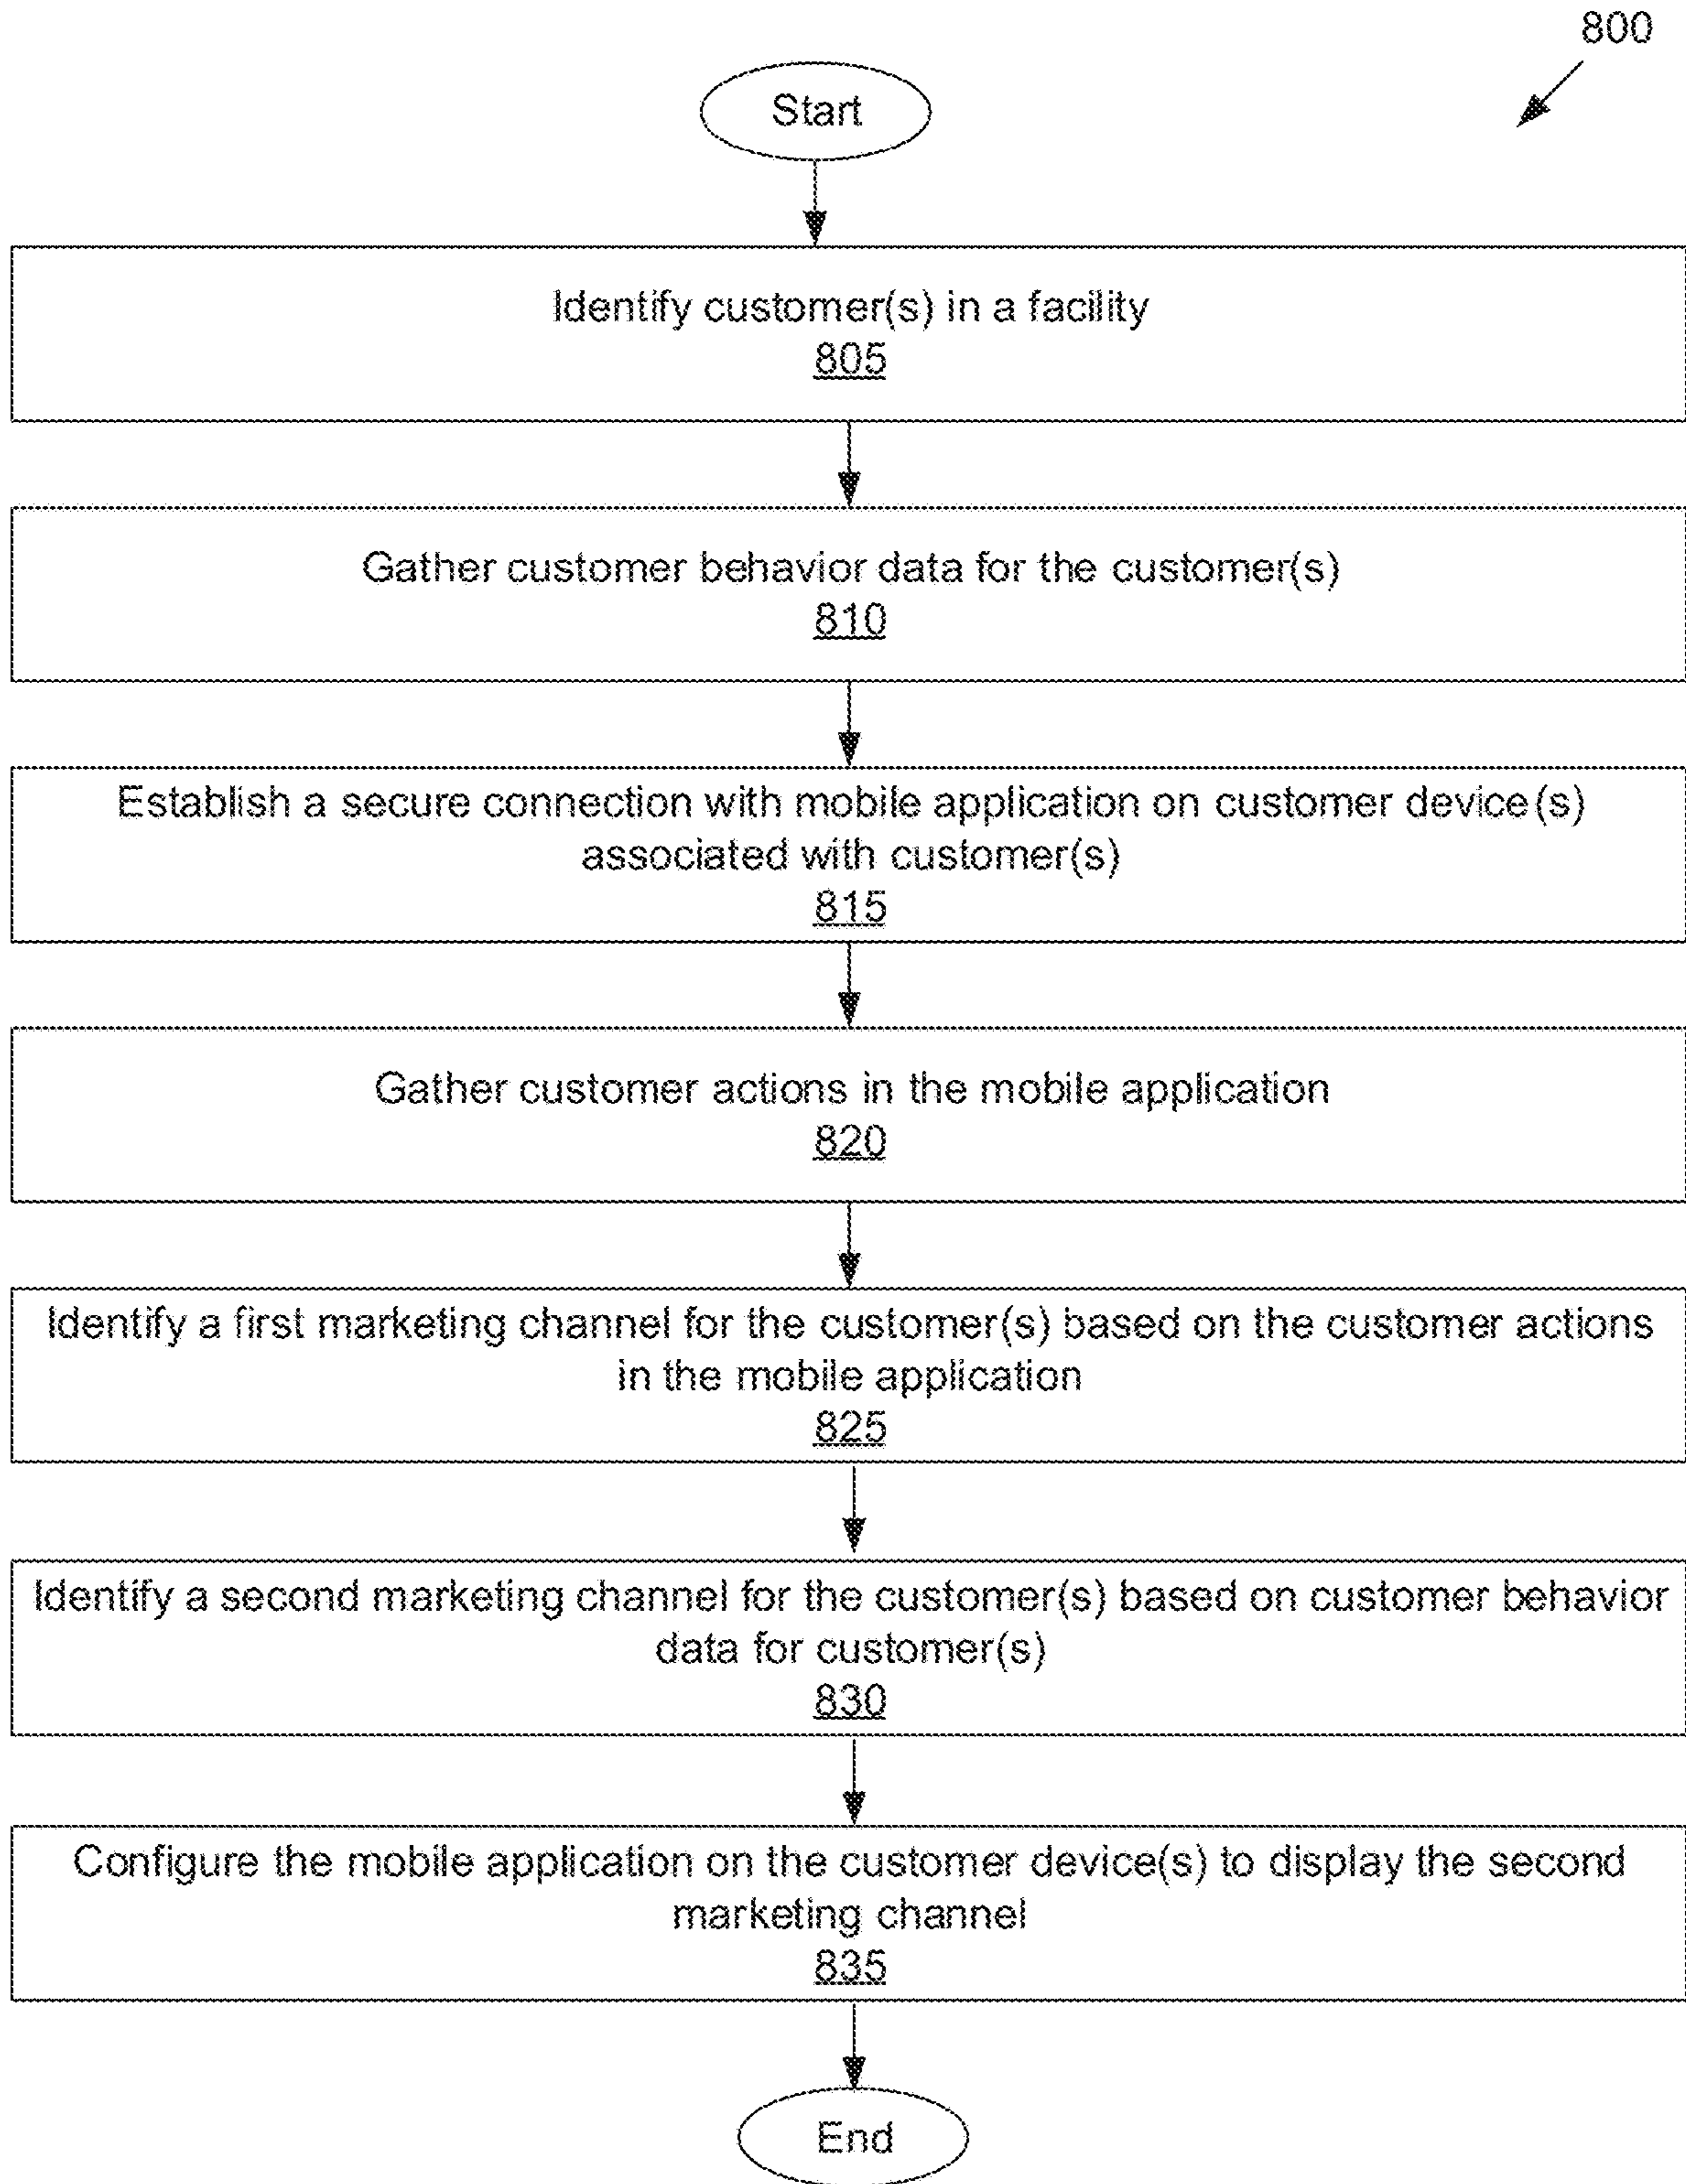 800
Start
Identify customer(s) in a facility
805
Gather customer behavior data for the customer(s)
810
Establish a secure connection with mobile application on customer device(s)
associated with customer(s)
815
Gather customer actions in the mobile application
820
Identify a first marketing channel for the customer(s) based on the customer actions
in the mobile application
825
Identify a second marketing channel for the customer(s) based on customer behavior
data for customer(s)
830
Configure the mobile application on the customer device(s) to display the second
marketing channel
835
End